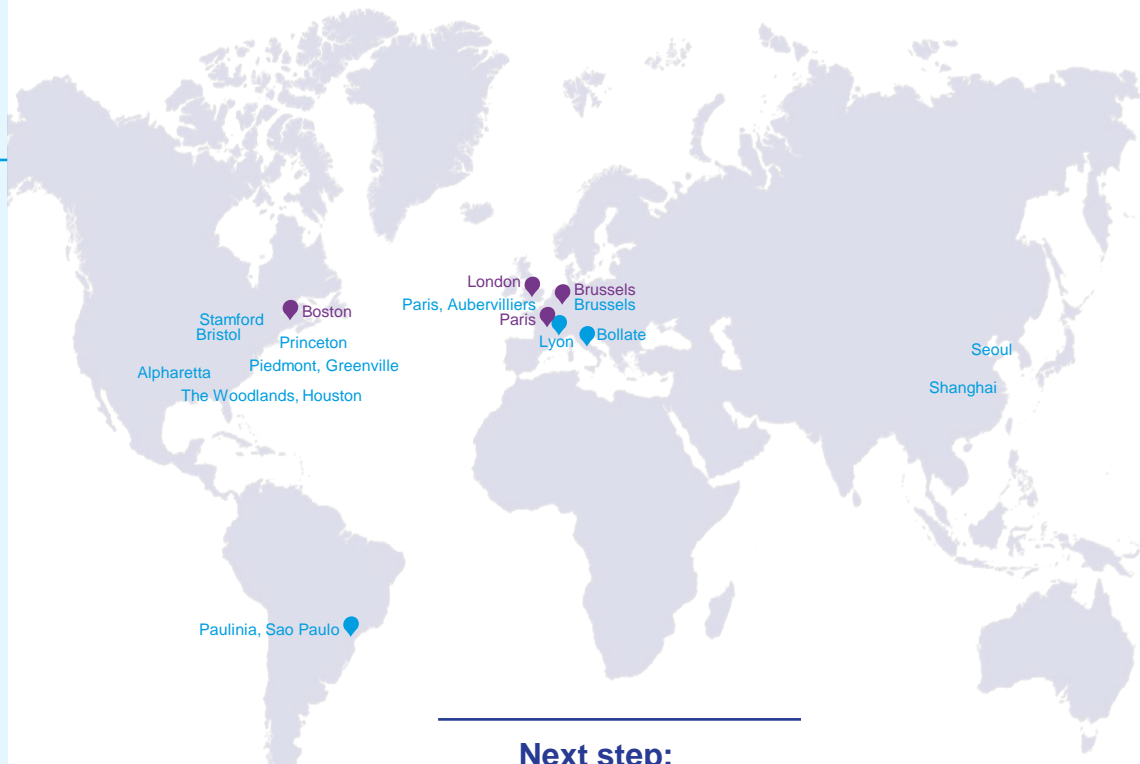 London
Brussels
Paris, Aubervilliers
Brussels
Boston
Paris
Stamford
Bristol
Lyon
Bollate
Princeton
Seoul
Piedmont, Greenville
Alpharetta
Shanghai
The Woodlands, Houston
Paulinia, Sao Paulo
Next step: